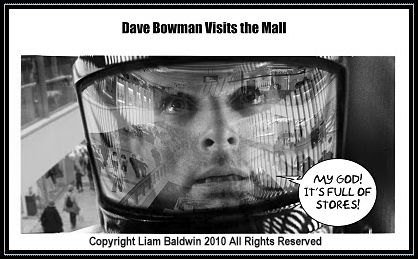 Dave Bowman Visits the Mall
MY GOD!
IT'S FULL OF
STORES!
Copyright Liam Baldwin 2010 All Rights Reserved